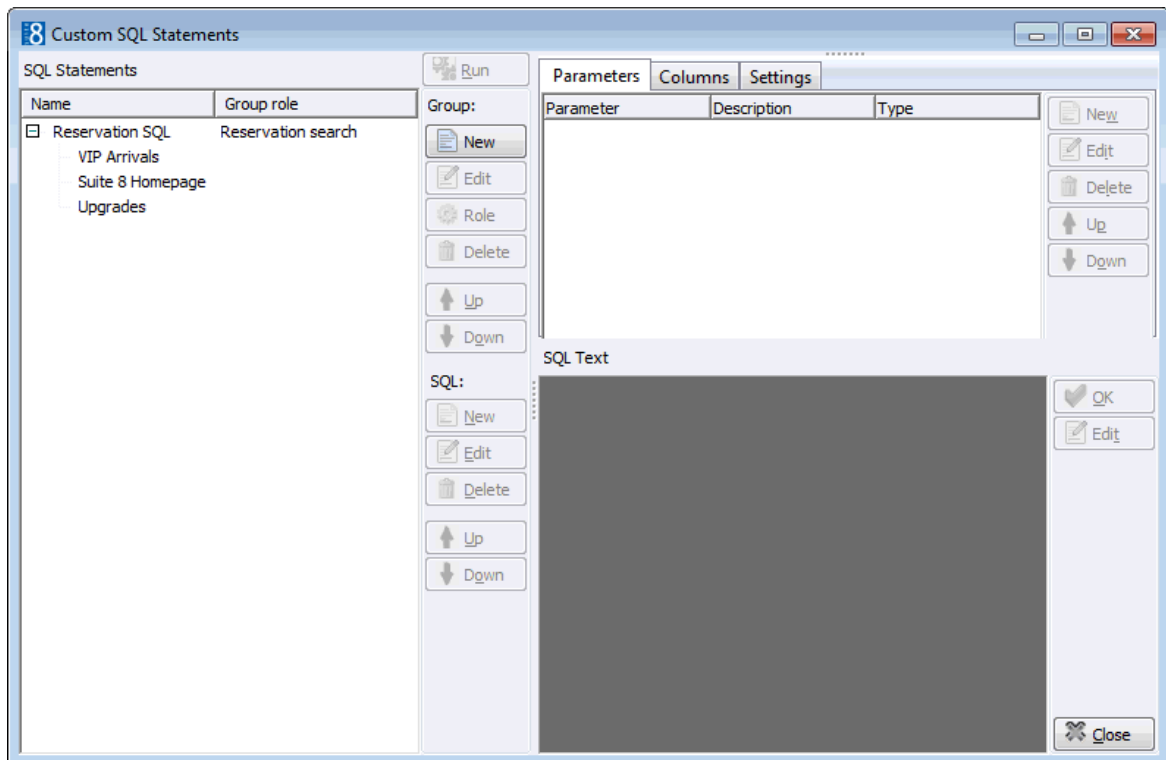 8 Custom SQL Statements
SQL Statements
Name Group role
Reservation SQL Reservation search
VIP Arrivals
Suite 8 Homepage
Upgrades
Run
Group:
New
Edit
Role
Delete
Up
Down
SQL:
New
Edit
Delete
Up
Down
Parameters Columns Settings
Parameter Description Type
New
Edit
Delete
Up
Down
SQL Text
OK
Edit
Close